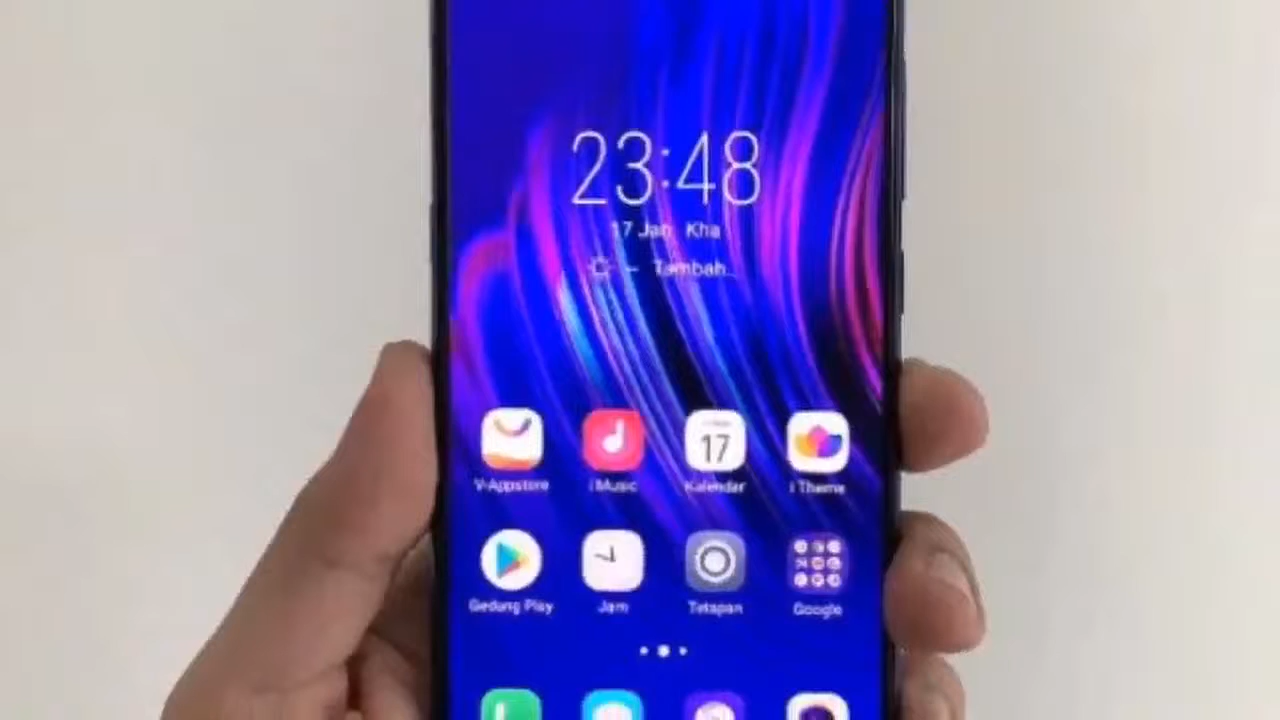 23:48
17 Jan Kha
– Tambah...
V-Appstore
i Music
17
Kalendar
i Theme
Gedung Play
Jam
Tetapan
Google